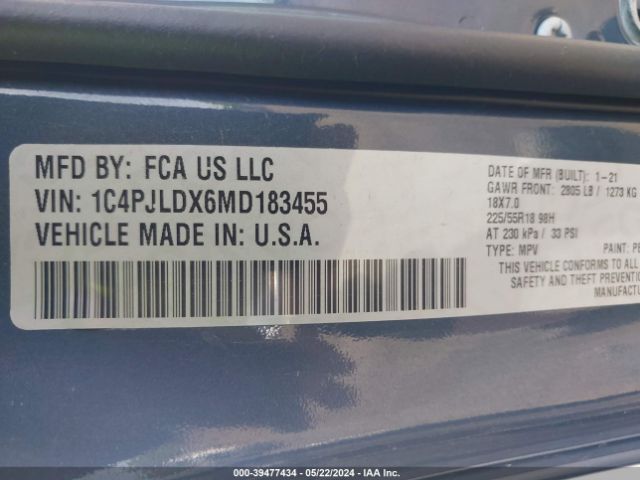 MFD BY: FCA US LLC
VIN: 1C4PJLDX6MD183455
VEHICLE MADE IN: U.S.A.
DATE OF MFR (BUILT): 1-21
GAWR FRONT: 2805 LB / 1273 KG
18X7.0
225/55R18 98H
AT 230 kPa / 33 PSI
TYPE: MPV PAINT: PB
THIS VEHICLE CONFORMS TO ALL
SAFETY AND THEFT PREVENTIO
MANUFACTU
000-39477434 - 05/22/2024 - IAA Inc.